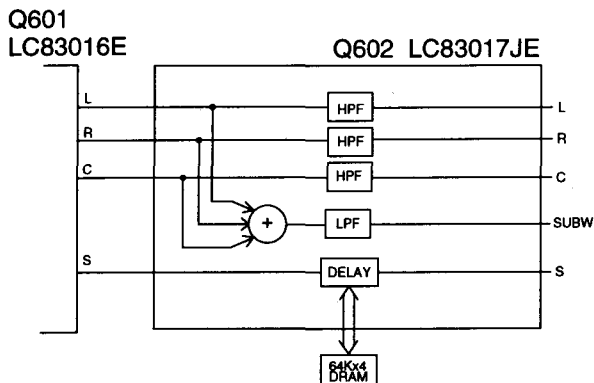 Q601
LC83016E
Q602 LC83017JE
L HPF L
R HPF R
C HPF C
+ LPF SUBW
S DELAY S
64Kx4
DRAM